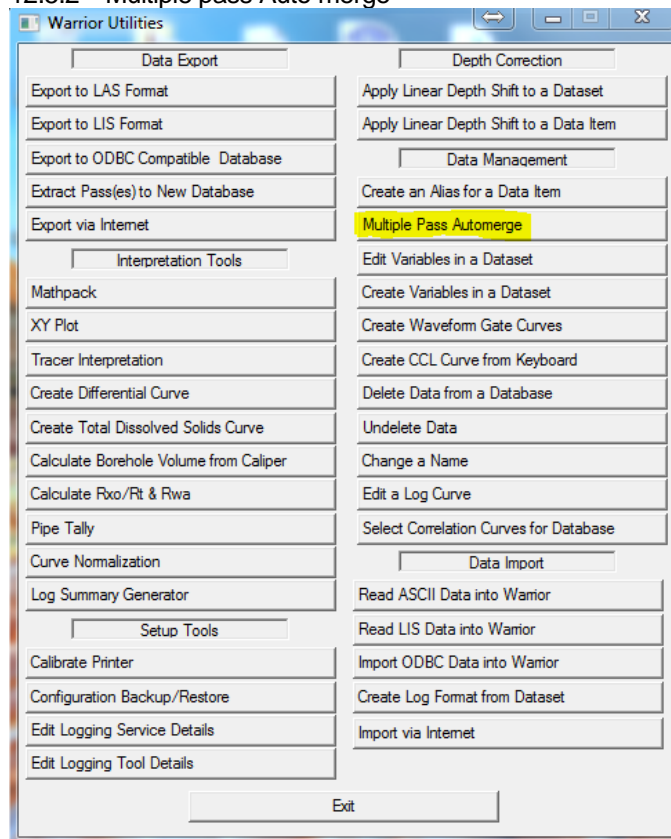 12.8.2 Multiple pass Auto merge
Warrior Utilities
Data Export
Export to LAS Format
Export to LIS Format
Export to ODBC Compatible Database
Extract Pass(es) to New Database
Export via Internet
Interpretation Tools
Mathpack
XY Plot
Tracer Interpretation
Create Differential Curve
Create Total Dissolved Solids Curve
Calculate Borehole Volume from Caliper
Calculate Rxo/Rt & Rwa
Pipe Tally
Curve Normalization
Log Summary Generator
Setup Tools
Calibrate Printer
Configuration Backup/Restore
Edit Logging Service Details
Edit Logging Tool Details
Depth Correction
Apply Linear Depth Shift to a Dataset
Apply Linear Depth Shift to a Data Item
Data Management
Create an Alias for a Data Item
Multiple Pass Automerge
Edit Variables in a Dataset
Create Variables in a Dataset
Create Waveform Gate Curves
Create CCL Curve from Keyboard
Delete Data from a Database
Undelete Data
Change a Name
Edit a Log Curve
Select Correlation Curves for Database
Data Import
Read ASCII Data into Warrior
Read LIS Data into Warrior
Import ODBC Data into Warrior
Create Log Format from Dataset
Import via Internet
Exit